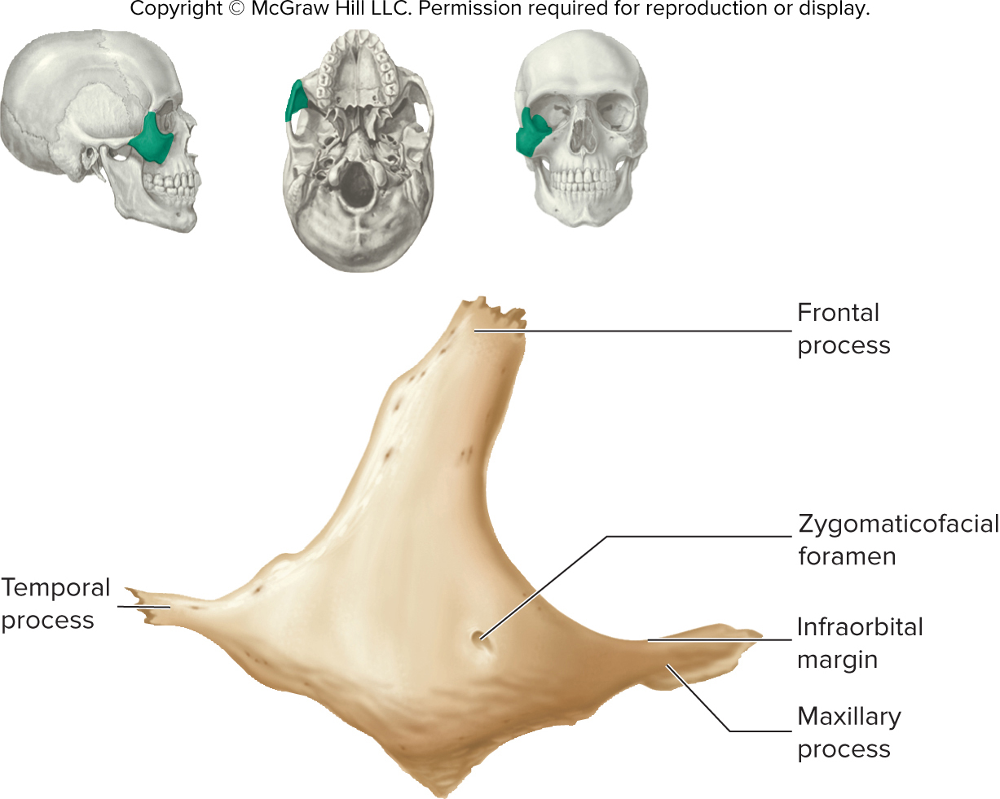 Copyright © McGraw Hill LLC. Permission required for reproduction or display.
Frontal
process
Zygomaticofacial
foramen
Temporal
process
Infraorbital
margin
Maxillary
process